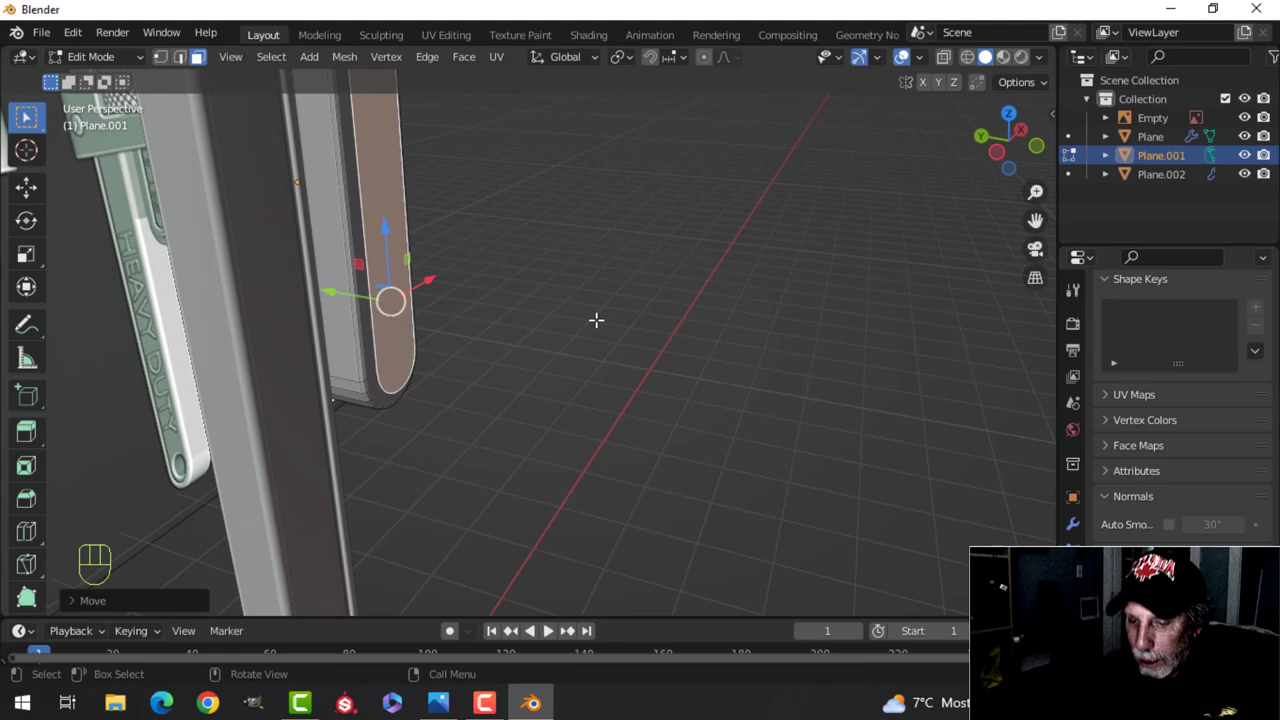 Blender
File Edit Render Window Help Layout Modeling Sculpting UV Editing Texture Paint Shading Animation Rendering Compositing Geometry No Scene ViewLayer
Edit Mode View Select Add Mesh Vertex Edge Face UV Global
X Y Z Options
User Perspective
(1) Plane.001
Z
X
Y
Scene Collection
Collection
Empty
Plane
Plane.001
Plane.002
Shape Keys
UV Maps
Vertex Colors
Face Maps
Attributes
Normals
Auto Smo... 30°
HEAVY DUTY
Move
Playback Keying View Marker 1 Start 1
1 20
Select Box Select Rotate View Call Menu
7°C Most